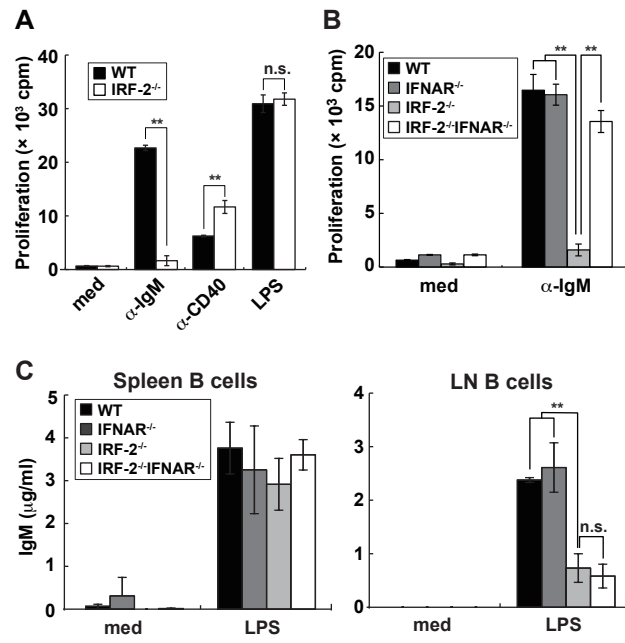 A
Proliferation (× 10³ cpm)
40
30
20
10
0
WT
IRF-2⁻/⁻
**
**
n.s.
med
α-IgM
α-CD40
LPS
B
Proliferation (× 10³ cpm)
20
15
10
5
0
WT
IFNAR⁻/⁻
IRF-2⁻/⁻
IRF-2⁻/⁻IFNAR⁻/⁻
**
**
med
α-IgM
C
Spleen B cells
IgM (μg/ml)
5
4
3
2
1
0
WT
IFNAR⁻/⁻
IRF-2⁻/⁻
IRF-2⁻/⁻IFNAR⁻/⁻
med
LPS
LN B cells
4
3
2
1
0
**
n.s.
med
LPS